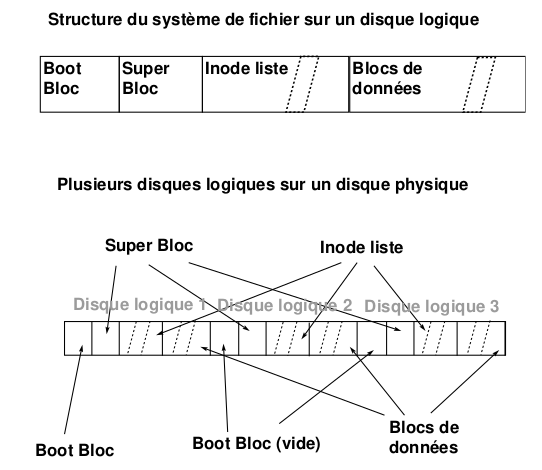 Structure du système de fichier sur un disque logique
Boot
Bloc
Super
Bloc
Inode liste
Blocs de
données
Plusieurs disques logiques sur un disque physique
Super Bloc
Inode liste
Disque logique 1
Disque logique 2
Disque logique 3
Boot Bloc
Boot Bloc (vide)
Blocs de
données